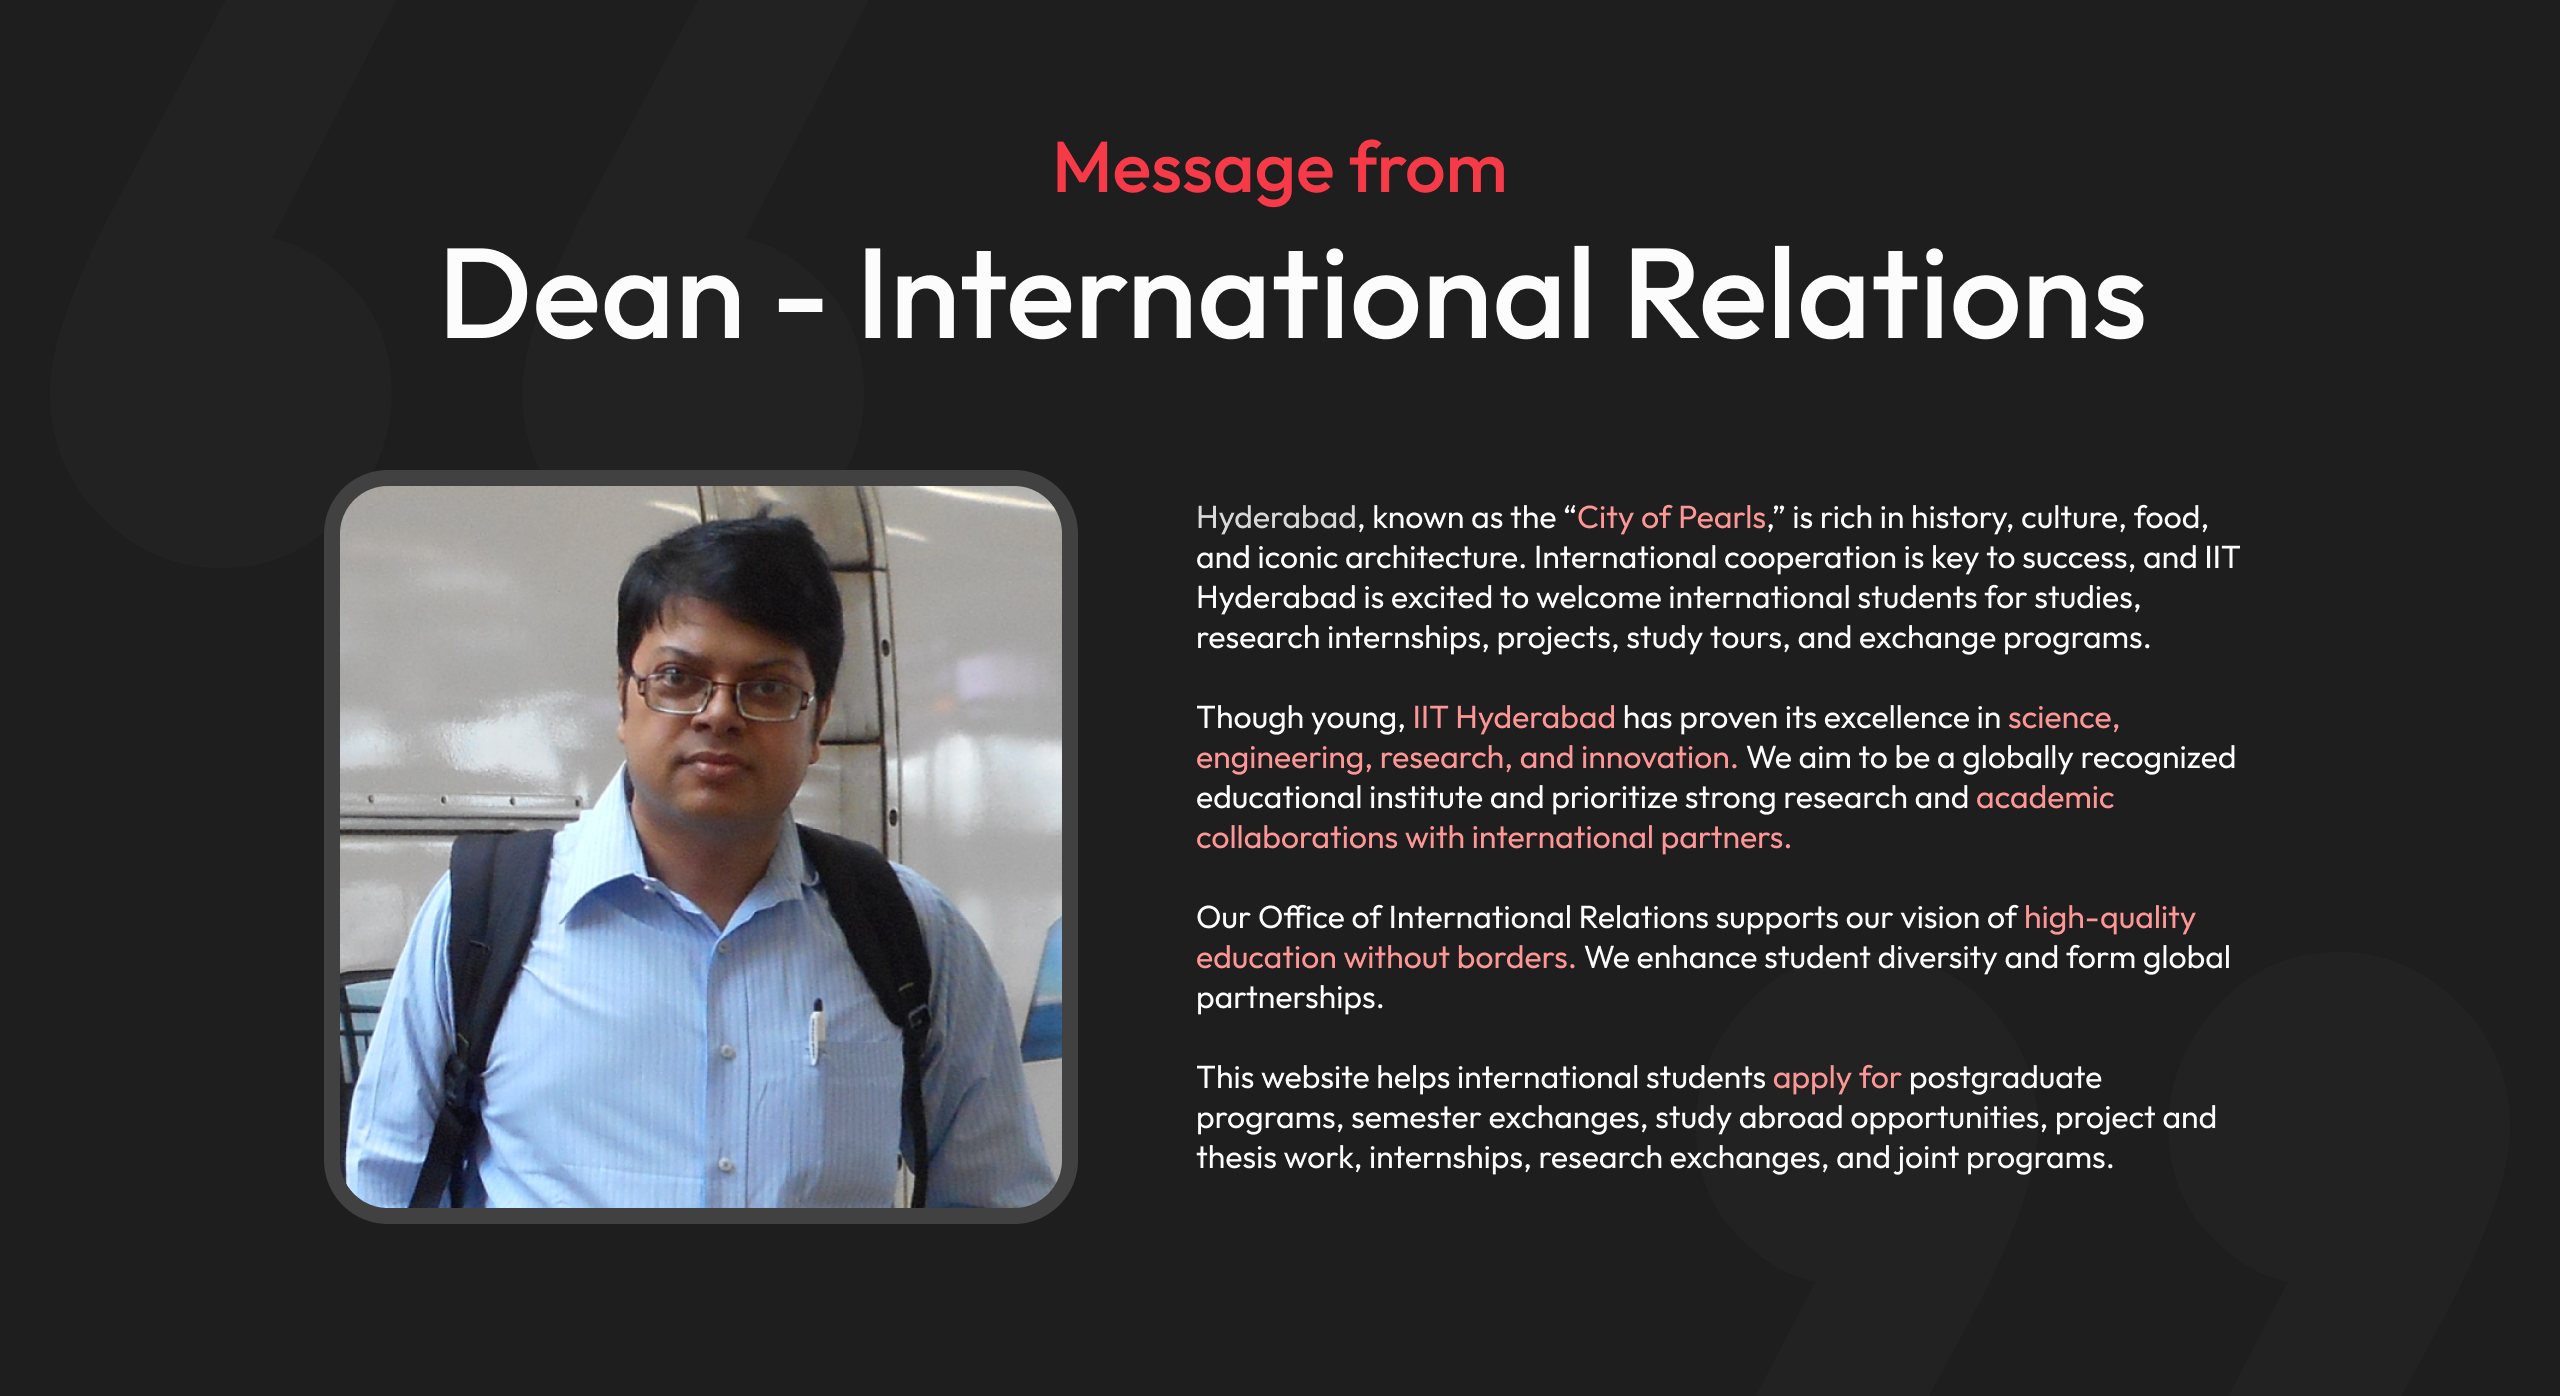 Message from
Dean - International Relations
Hyderabad, known as the “City of Pearls,” is rich in history, culture, food,
and iconic architecture. International cooperation is key to success, and IIT
Hyderabad is excited to welcome international students for studies,
research internships, projects, study tours, and exchange programs.
Though young, IIT Hyderabad has proven its excellence in science,
engineering, research, and innovation. We aim to be a globally recognized
educational institute and prioritize strong research and academic
collaborations with international partners.
Our Office of International Relations supports our vision of high-quality
education without borders. We enhance student diversity and form global
partnerships.
This website helps international students apply for postgraduate
programs, semester exchanges, study abroad opportunities, project and
thesis work, internships, research exchanges, and joint programs.